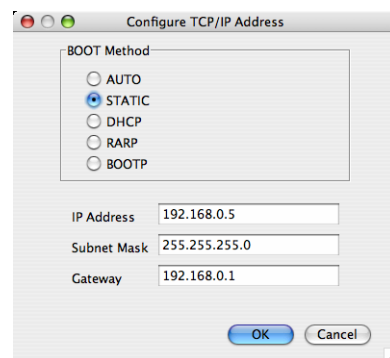 Configure TCP/IP Address
BOOT Method
AUTO
STATIC
DHCP
RARP
BOOTP
IP Address 192.168.0.5
Subnet Mask 255.255.255.0
Gateway 192.168.0.1
OK Cancel